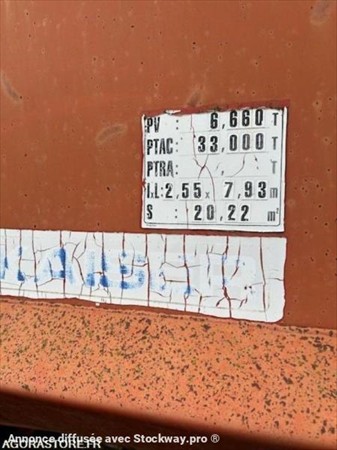 PV : 6,660 T
PTAC: 33,000 T
PTRA: T
L.L: 2,55 x 7,93 m
S : 20,22 m²
AGORASTORE.FR
Annonce diffusée avec Stockway.pro ®